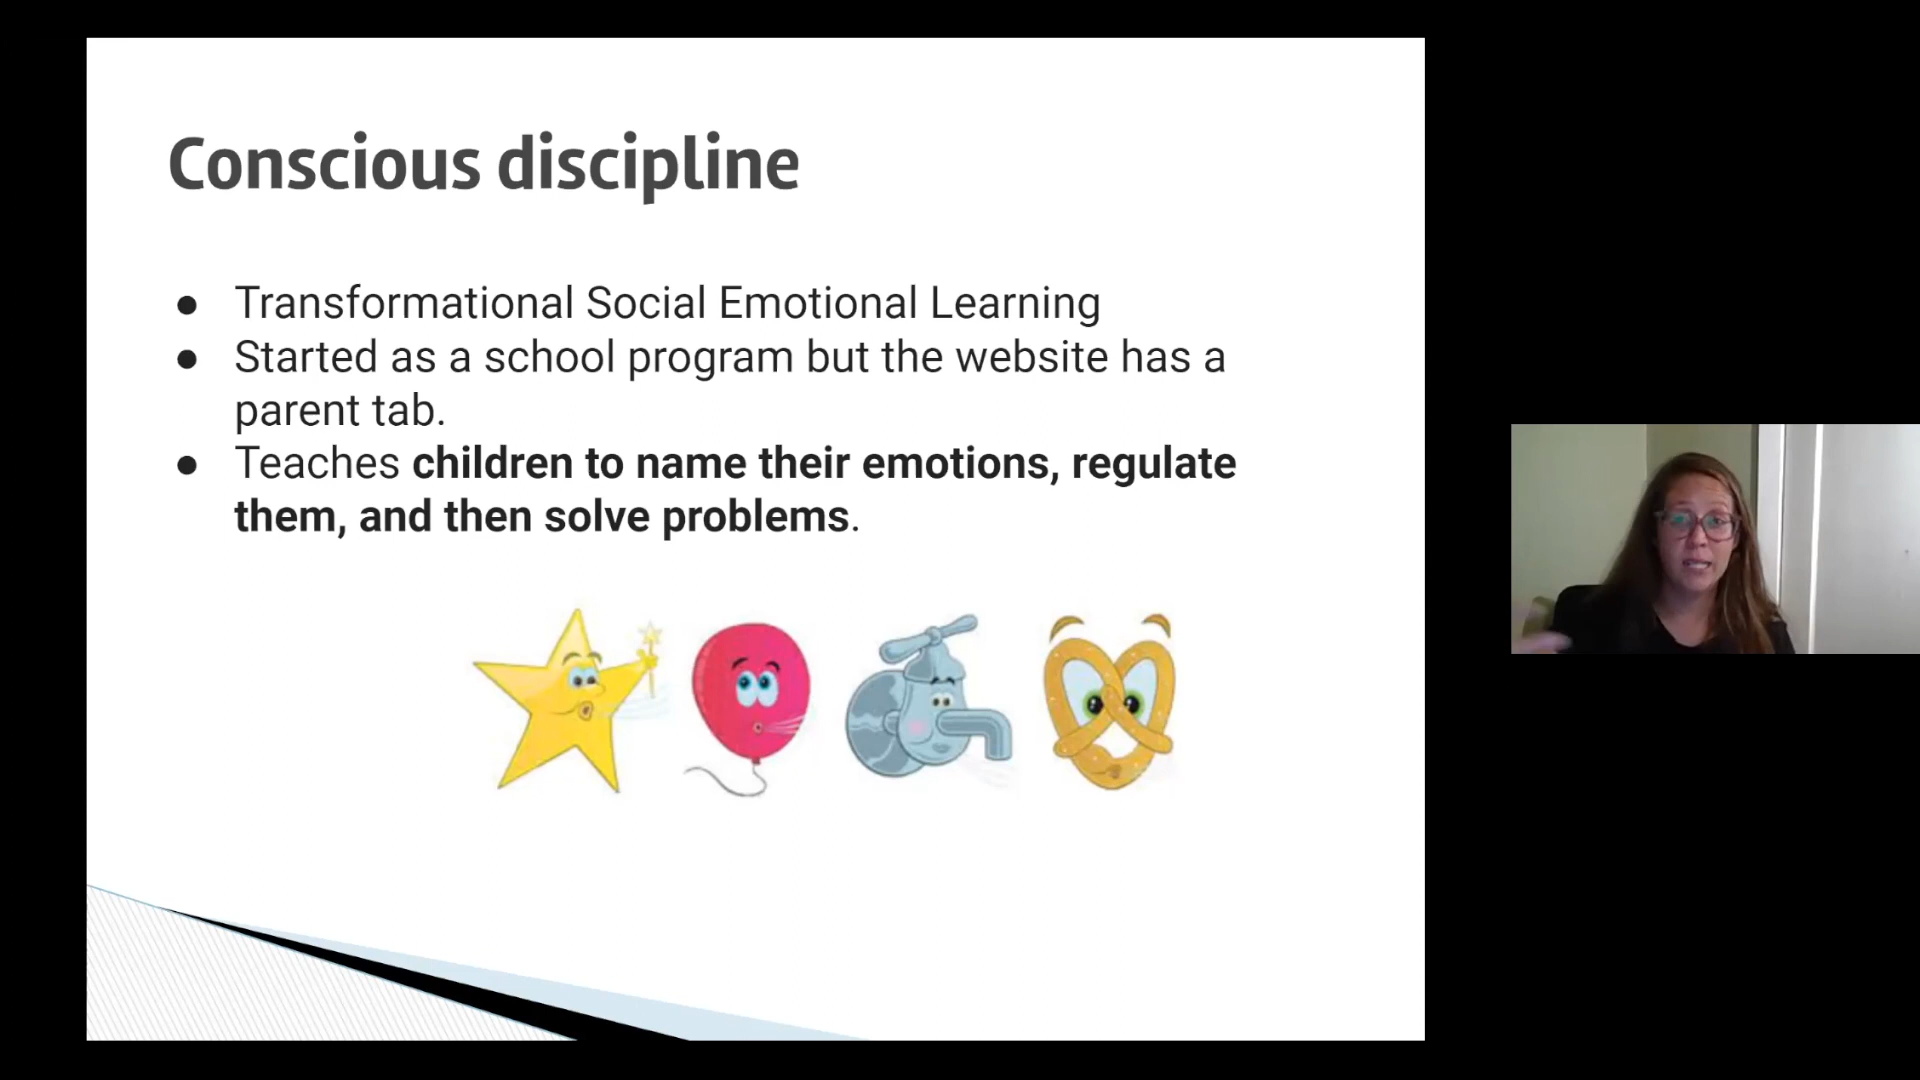 Conscious discipline
● Transformational Social Emotional Learning
● Started as a school program but the website has a
parent tab.
● Teaches children to name their emotions, regulate
them, and then solve problems.